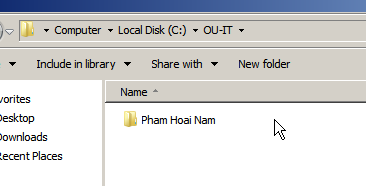 Computer Local Disk (C:) OU-IT
Include in library Share with New folder
Name
Pham Hoai Nam
vorites
Desktop
Downloads
Recent Places